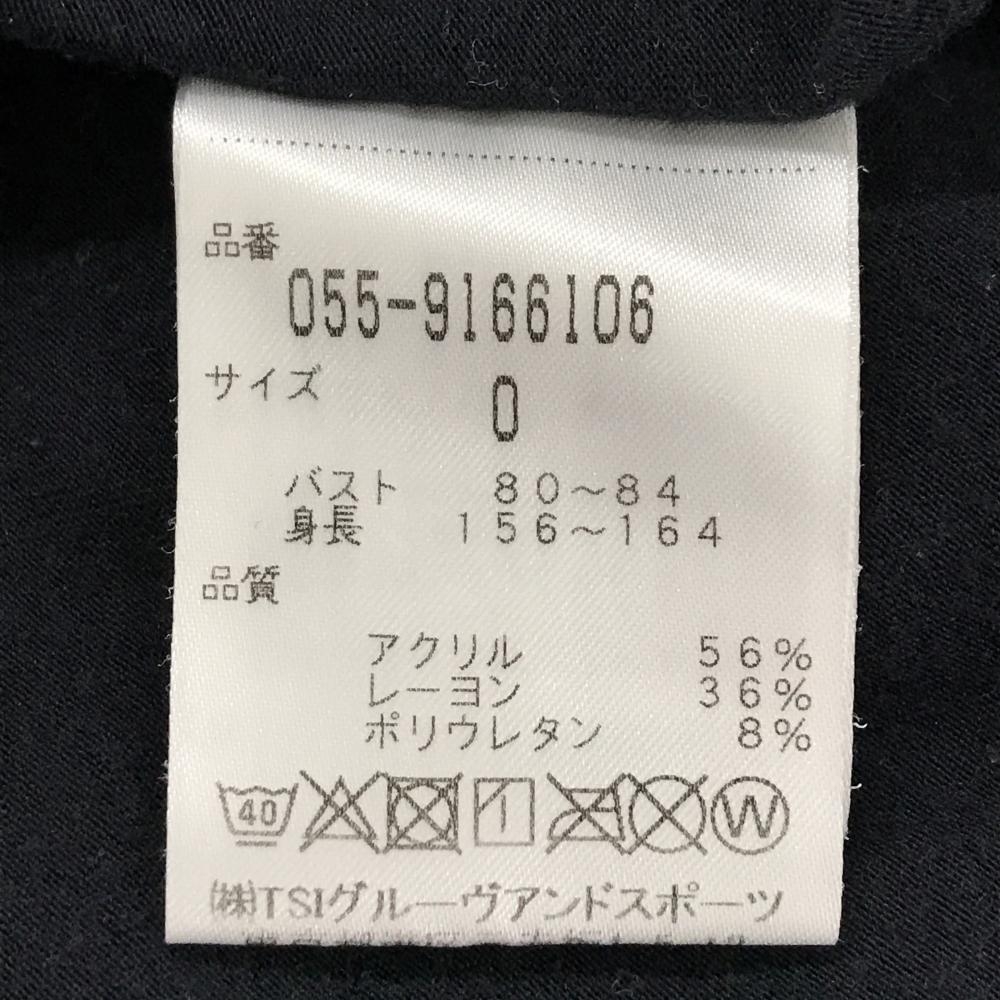 品番
055-9166106
サイズ
0
バスト 80~84
身長 156~164
品質
アクリル 56%
レーヨン 36%
ポリウレタン 8%
40 W
㈱TSIグルーヴアンドスポーツ